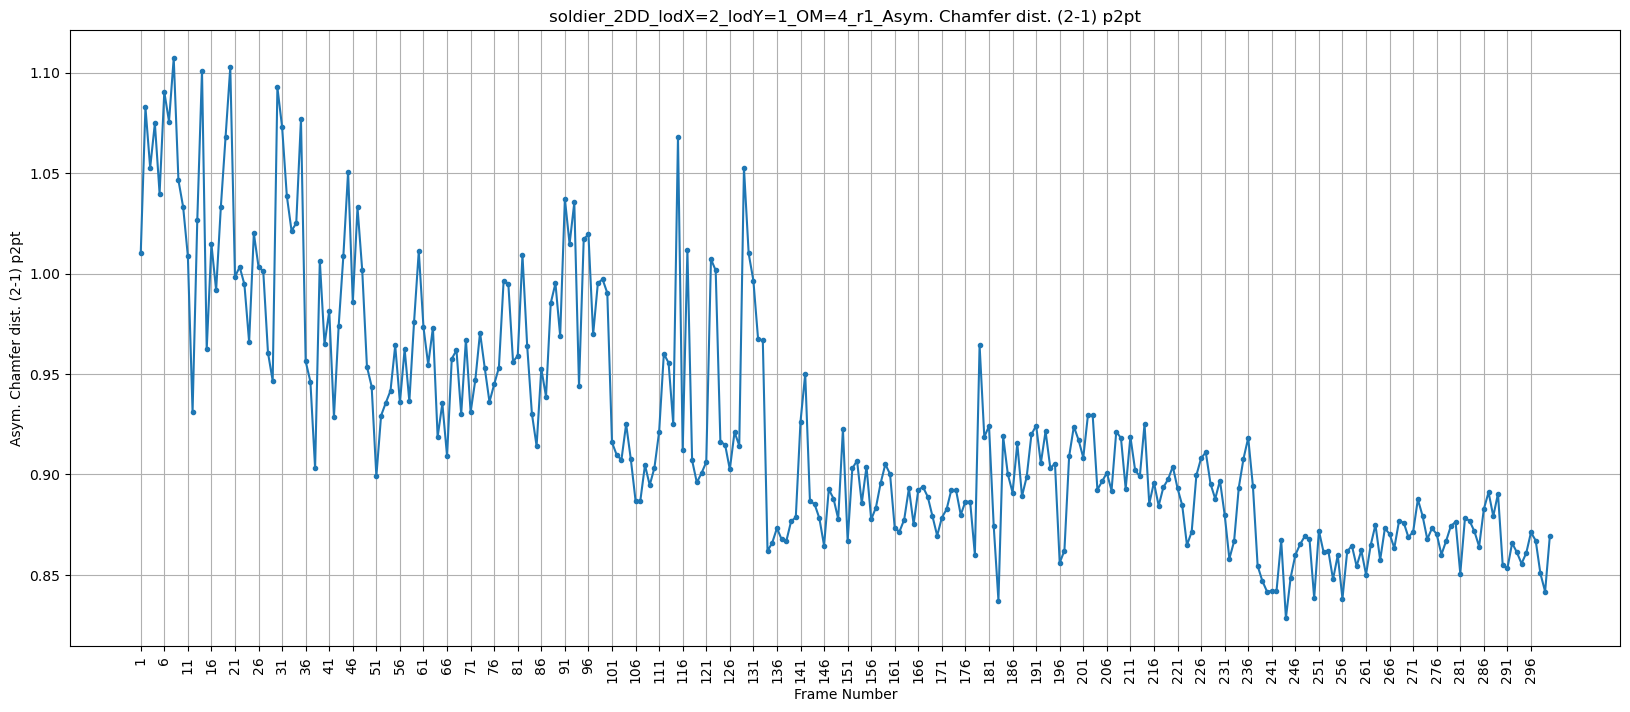 soldier_2DD_lodX=2_lodY=1_OM=4_r1_Asym. Chamfer dist. (2-1) p2pt
Asym. Chamfer dist. (2-1) p2pt
1.10
1.05
1.00
0.95
0.90
0.85
1 6 11 16 21 26 31 36 41 46 51 56 61 66 71 76 81 86 91 96 101 106 111 116 121 126 131 136 141 146 151 156 161 166 171 176 181 186 191 196 201 206 211 216 221 226 231 236 241 246 251 256 261 266 271 276 281 286 291 296
Frame Number